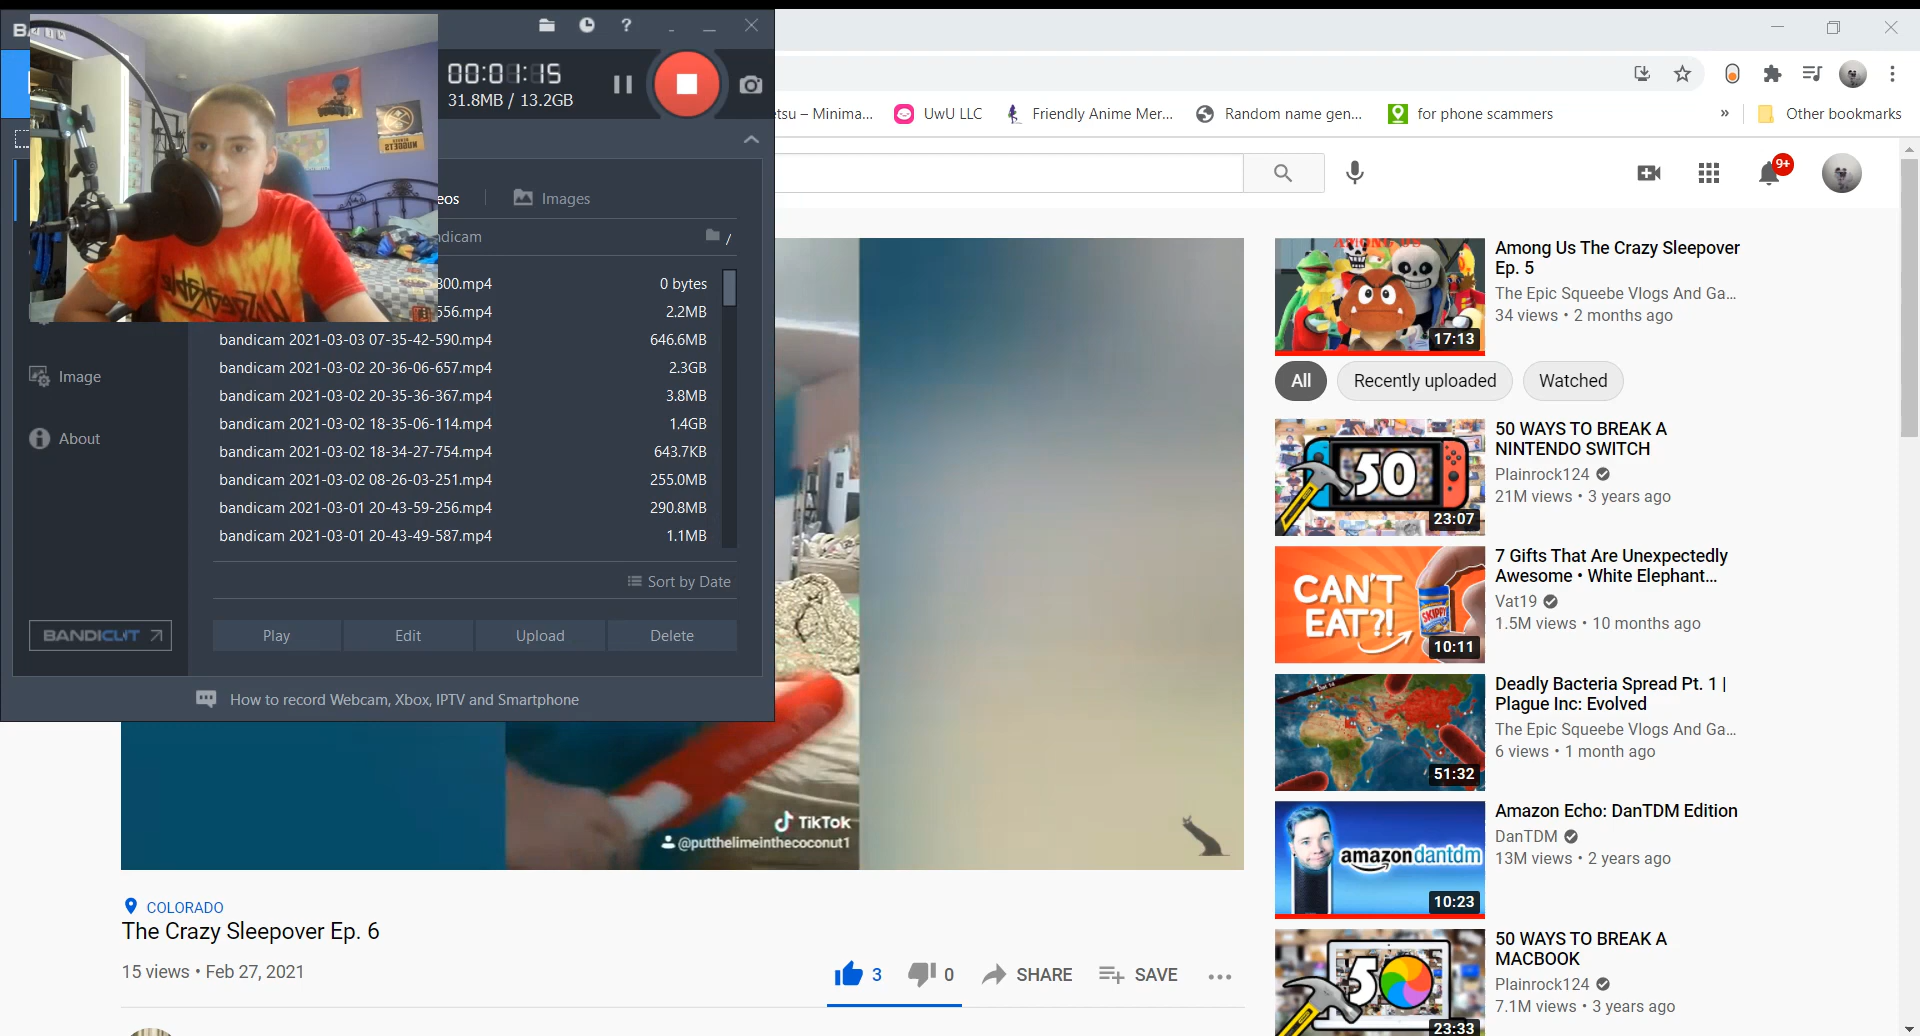 00:01:15
31.8MB / 13.2GB
Images
dicam
/
300.mp4 0 bytes
556.mp4 2.2MB
bandicam 2021-03-03 07-35-42-590.mp4 646.6MB
bandicam 2021-03-02 20-36-06-657.mp4 2.3GB
bandicam 2021-03-02 20-35-36-367.mp4 3.8MB
bandicam 2021-03-02 18-35-06-114.mp4 1.4GB
bandicam 2021-03-02 18-34-27-754.mp4 643.7KB
bandicam 2021-03-02 08-26-03-251.mp4 255.0MB
bandicam 2021-03-01 20-43-59-256.mp4 290.8MB
bandicam 2021-03-01 20-43-49-587.mp4 1.1MB
Image
About
Sort by Date
BANDICUT
Play Edit Upload Delete
How to record Webcam, Xbox, IPTV and Smartphone
NUGGETS
etsu – Minima...
UwU LLC
Friendly Anime Mer...
Random name gen...
for phone scammers
»
Other bookmarks
9+
TikTok
@putthelimeinthecoconut1
COLORADO
The Crazy Sleepover Ep. 6
15 views • Feb 27, 2021
3 0 SHARE SAVE
AMONG US
17:13
Among Us The Crazy Sleepover
Ep. 5
The Epic Squeebe Vlogs And Ga...
34 views • 2 months ago
All Recently uploaded Watched
50
23:07
50 WAYS TO BREAK A
NINTENDO SWITCH
Plainrock124
21M views • 3 years ago
CAN'T
EAT?!
SKIPPY
10:11
7 Gifts That Are Unexpectedly
Awesome • White Elephant...
Vat19
1.5M views • 10 months ago
51:32
Deadly Bacteria Spread Pt. 1 |
Plague Inc: Evolved
The Epic Squeebe Vlogs And Ga...
6 views • 1 month ago
amazondantdm
10:23
Amazon Echo: DanTDM Edition
DanTDM
13M views • 2 years ago
50
23:33
50 WAYS TO BREAK A
MACBOOK
Plainrock124
7.1M views • 3 years ago